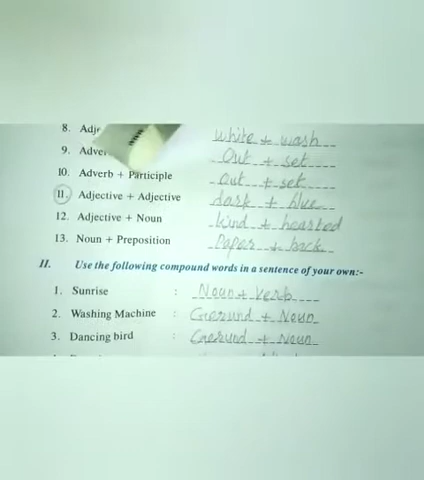 8. Adje white + wash
9. Adver out + set
10. Adverb + Participle out + set
11. Adjective + Adjective dark + blue
12. Adjective + Noun kind + hearted
13. Noun + Preposition Paper + back
II. Use the following compound words in a sentence of your own:-
1. Sunrise : Noun + verb
2. Washing Machine : Gerund + Noun
3. Dancing bird : Gerund + Noun